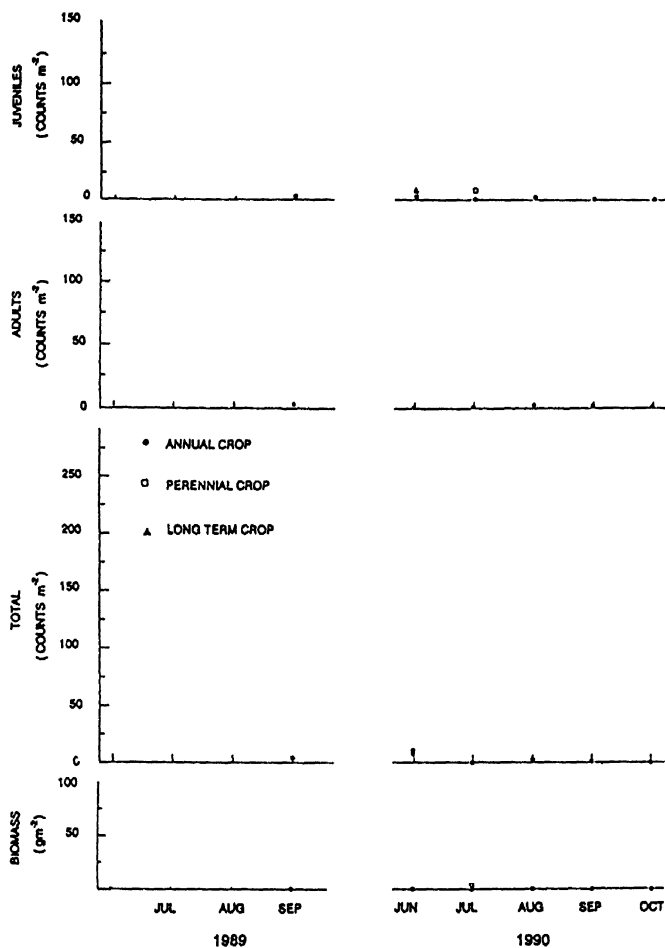 150
100
50
0
JUVENILES
(COUNTS m⁻²)
150
100
50
0
ADULTS
(COUNTS m⁻²)
ANNUAL CROP
PERENNIAL CROP
LONG TERM CROP
250
200
150
100
50
0
TOTAL
(COUNTS m⁻²)
100
50
BIOMASS
(gm⁻²)
JUL AUG SEP JUN JUL AUG SEP OCT
1989 1990